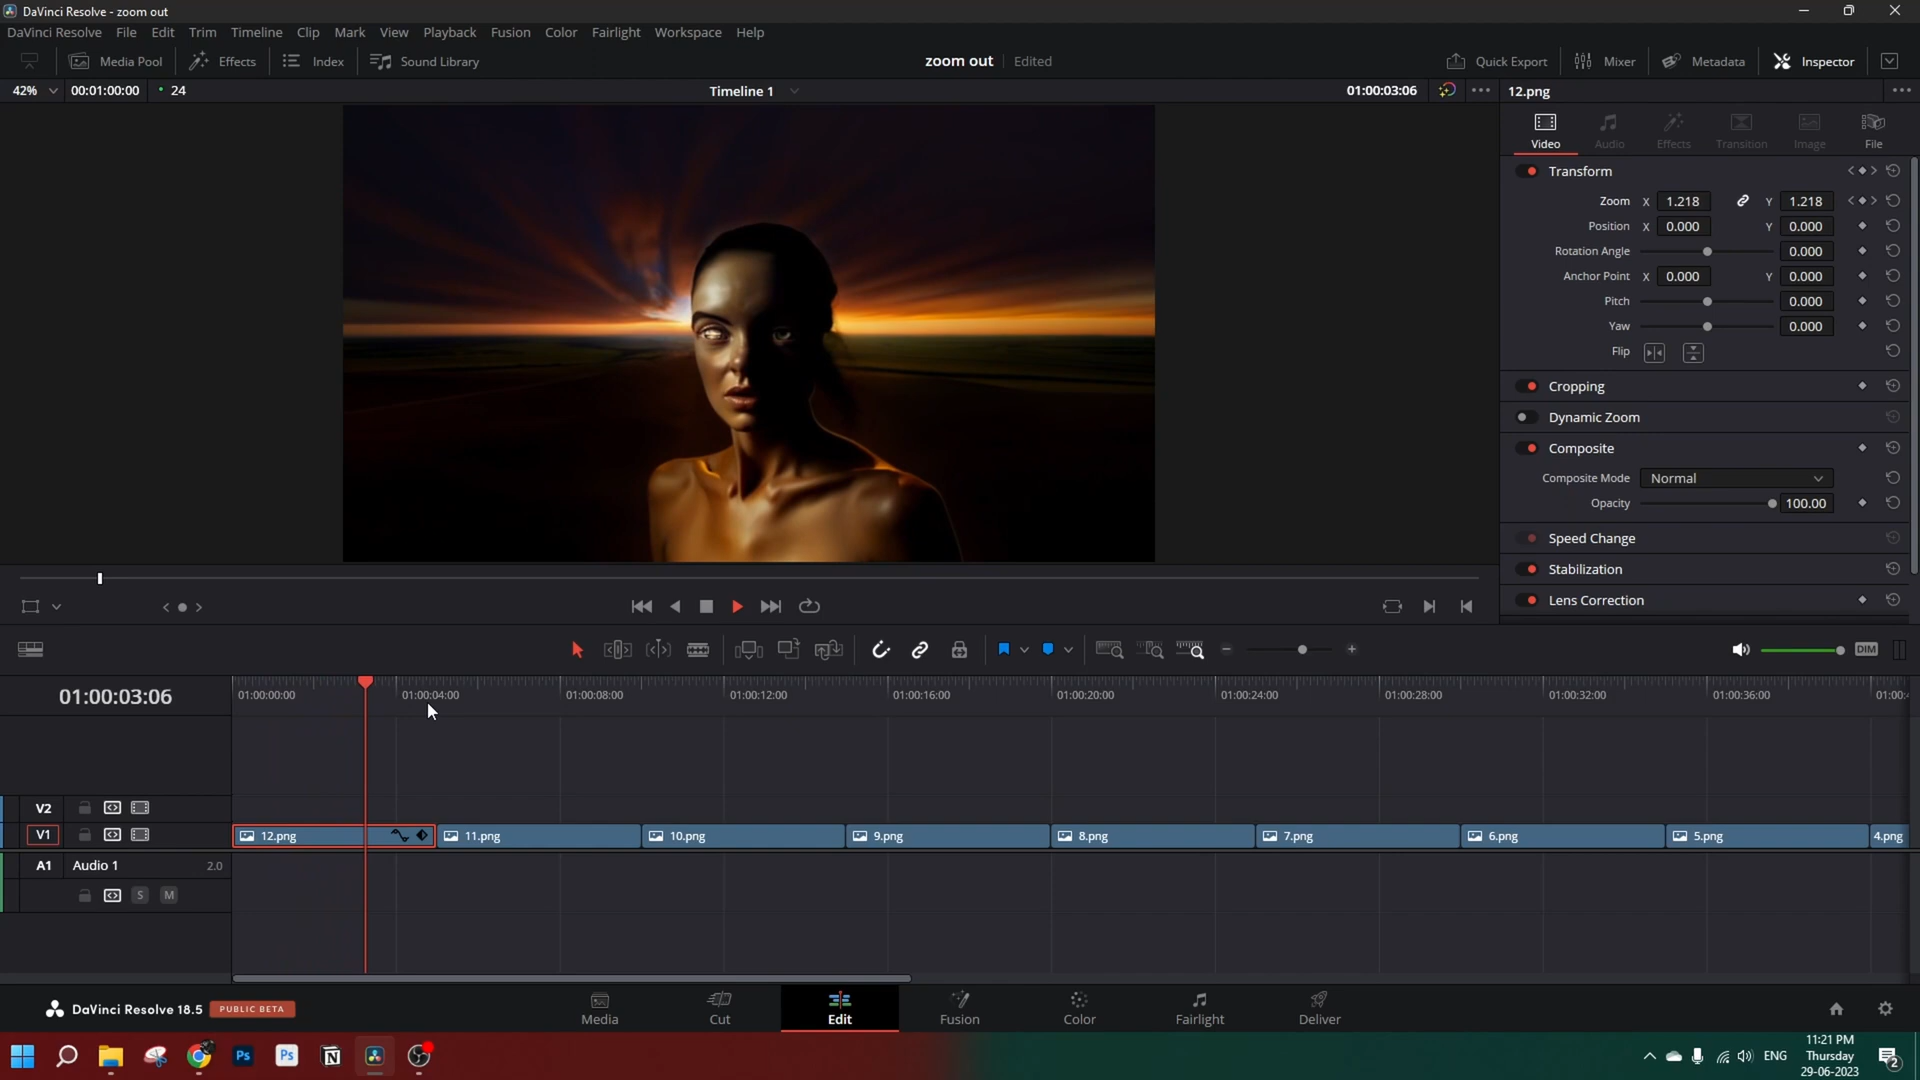 DaVinci Resolve - zoom out
DaVinci Resolve File Edit Trim Timeline Clip Mark View Playback Fusion Color Fairlight Workspace Help
Media Pool Effects Index Sound Library zoom out Edited Quick Export Mixer Metadata Inspector
42% 00:01:00:00 24 Timeline 1 01:00:03:06 12.png
Video Audio Effects Transition Image File
Transform
Zoom X 1.218 Y 1.218
Position X 0.000 Y 0.000
Rotation Angle 0.000
Anchor Point X 0.000 Y 0.000
Pitch 0.000
Yaw 0.000
Flip
Cropping
Dynamic Zoom
Composite
Composite Mode Normal
Opacity 100.00
Speed Change
Stabilization
Lens Correction
DIM
01:00:03:06 01:00:00:00 01:00:04:00 01:00:08:00 01:00:12:00 01:00:16:00 01:00:20:00 01:00:24:00 01:00:28:00 01:00:32:00 01:00:36:00
V2
V1 12.png 11.png 10.png 9.png 8.png 7.png 6.png 5.png 4.png
A1 Audio 1 2.0
S M
DaVinci Resolve 18.5 PUBLIC BETA Media Cut Edit Fusion Color Fairlight Deliver
Ps Ps ENG 11:21 PM
Thursday
29-06-2023 2